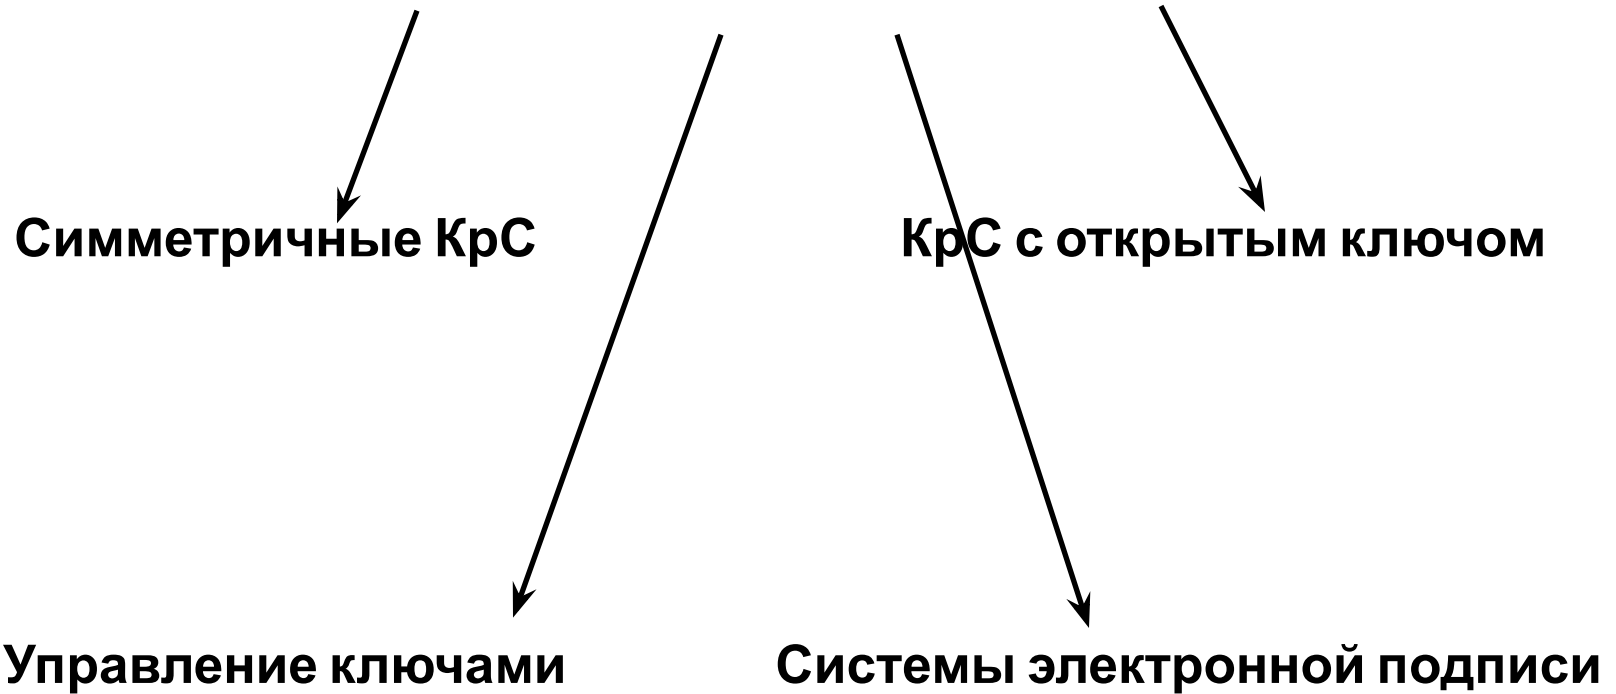 Симметричные КрС
КрС с открытым ключом
Управление ключами
Системы электронной подписи